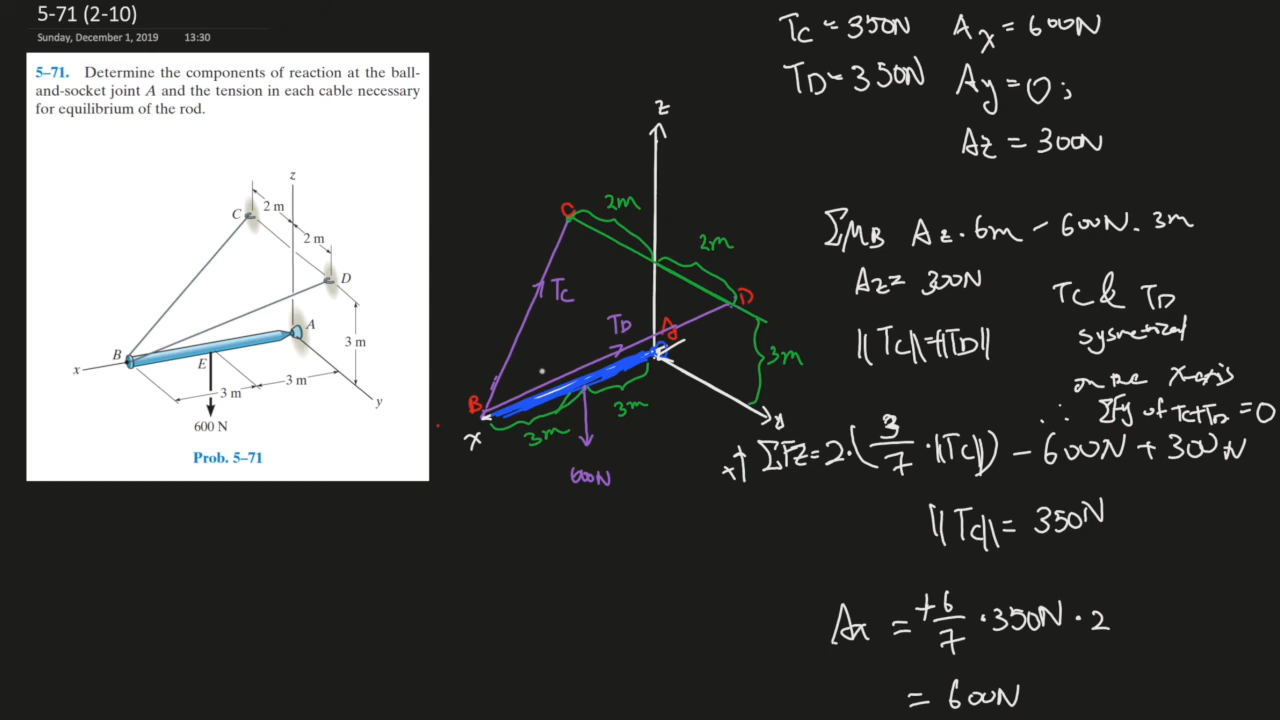 5-71 (2-10)
Sunday, December 1, 2019 13:30
5–71. Determine the components of reaction at the ball-
and-socket joint A and the tension in each cable necessary
for equilibrium of the rod.
z
C
2 m
2 m
D
A
3 m
B
E
x
3 m
3 m
y
600 N
Prob. 5–71
z
C
2m
2m
D
TC
TD
A
3m
B
x
3m
3m
y
600N
TC = 350N Ax = 600N
TD = 350N Ay = 0;
Az = 300N
ΣMB Az · 6m - 600N · 3m
Az = 300N
TC & TD
||TC|| = ||TD||
on the X-axis
∴ ΣFy of TC+TD = 0
+↑ ΣFz = 2·(3/7 · ||TC||) - 600N + 300N
||TC|| = 350N
Ax = +6/7 · 350N · 2
= 600N